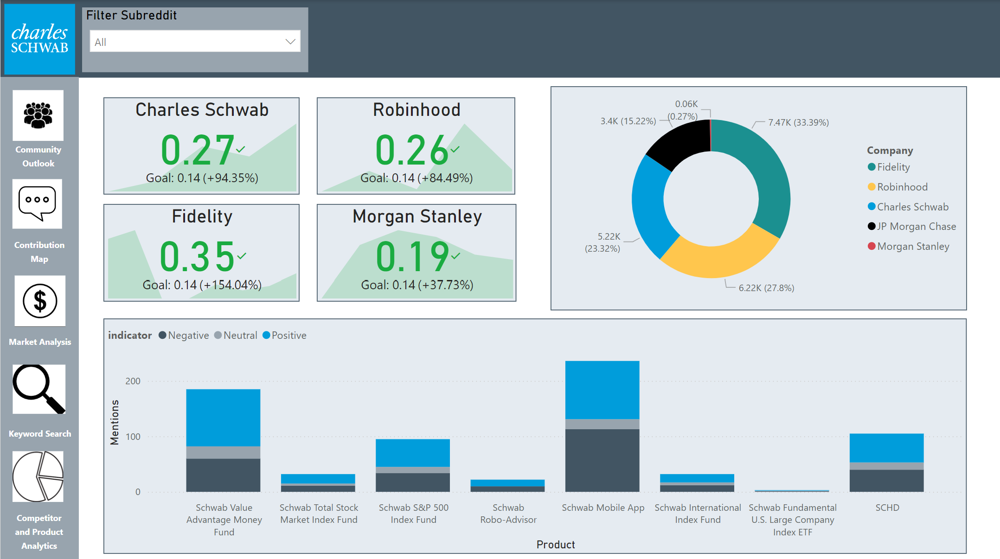 charles
SCHWAB
Filter Subreddit
All
Community
Outlook
Contribution
Map
$
Market Analysis
Keyword Search
Competitor
and Product
Analytics
Charles Schwab
0.27
Goal: 0.14 (+94.35%)
Robinhood
0.26
Goal: 0.14 (+84.49%)
Fidelity
0.35
Goal: 0.14 (+154.04%)
Morgan Stanley
0.19
Goal: 0.14 (+37.73%)
0.06K
(0.27%)
3.4K (15.22%)
7.47K (33.39%)
5.22K
(23.32%)
6.22K (27.8%)
Company
Fidelity
Robinhood
Charles Schwab
JP Morgan Chase
Morgan Stanley
indicator Negative Neutral Positive
Mentions
200
100
0
Schwab Value
Advantage Money
Fund
Schwab Total Stock
Market Index Fund
Schwab S&P 500
Index Fund
Schwab
Robo-Advisor
Schwab Mobile App
Schwab International
Index Fund
Schwab Fundamental
U.S. Large Company
Index ETF
SCHD
Product